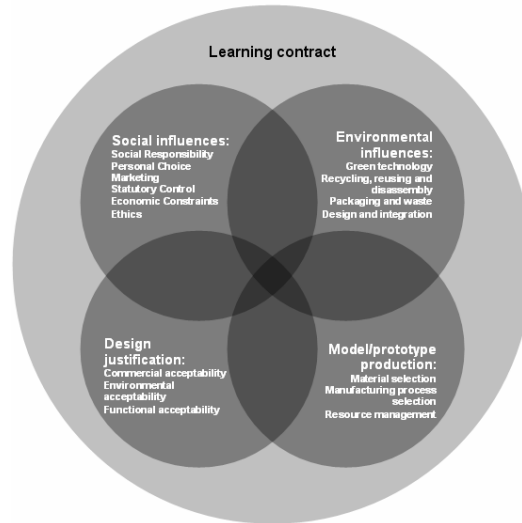 Learning contract
Social influences:
Social Responsibility
Personal Choice
Marketing
Statutory Control
Economic Constraints
Ethics
Environmental
influences:
Green technology
Recycling, reusing and
disassembly
Packaging and waste
Design and integration
Design
justification:
Commercial acceptability
Environmental
acceptability
Functional acceptability
Model/prototype
production:
Material selection
Manufacturing process
selection
Resource management